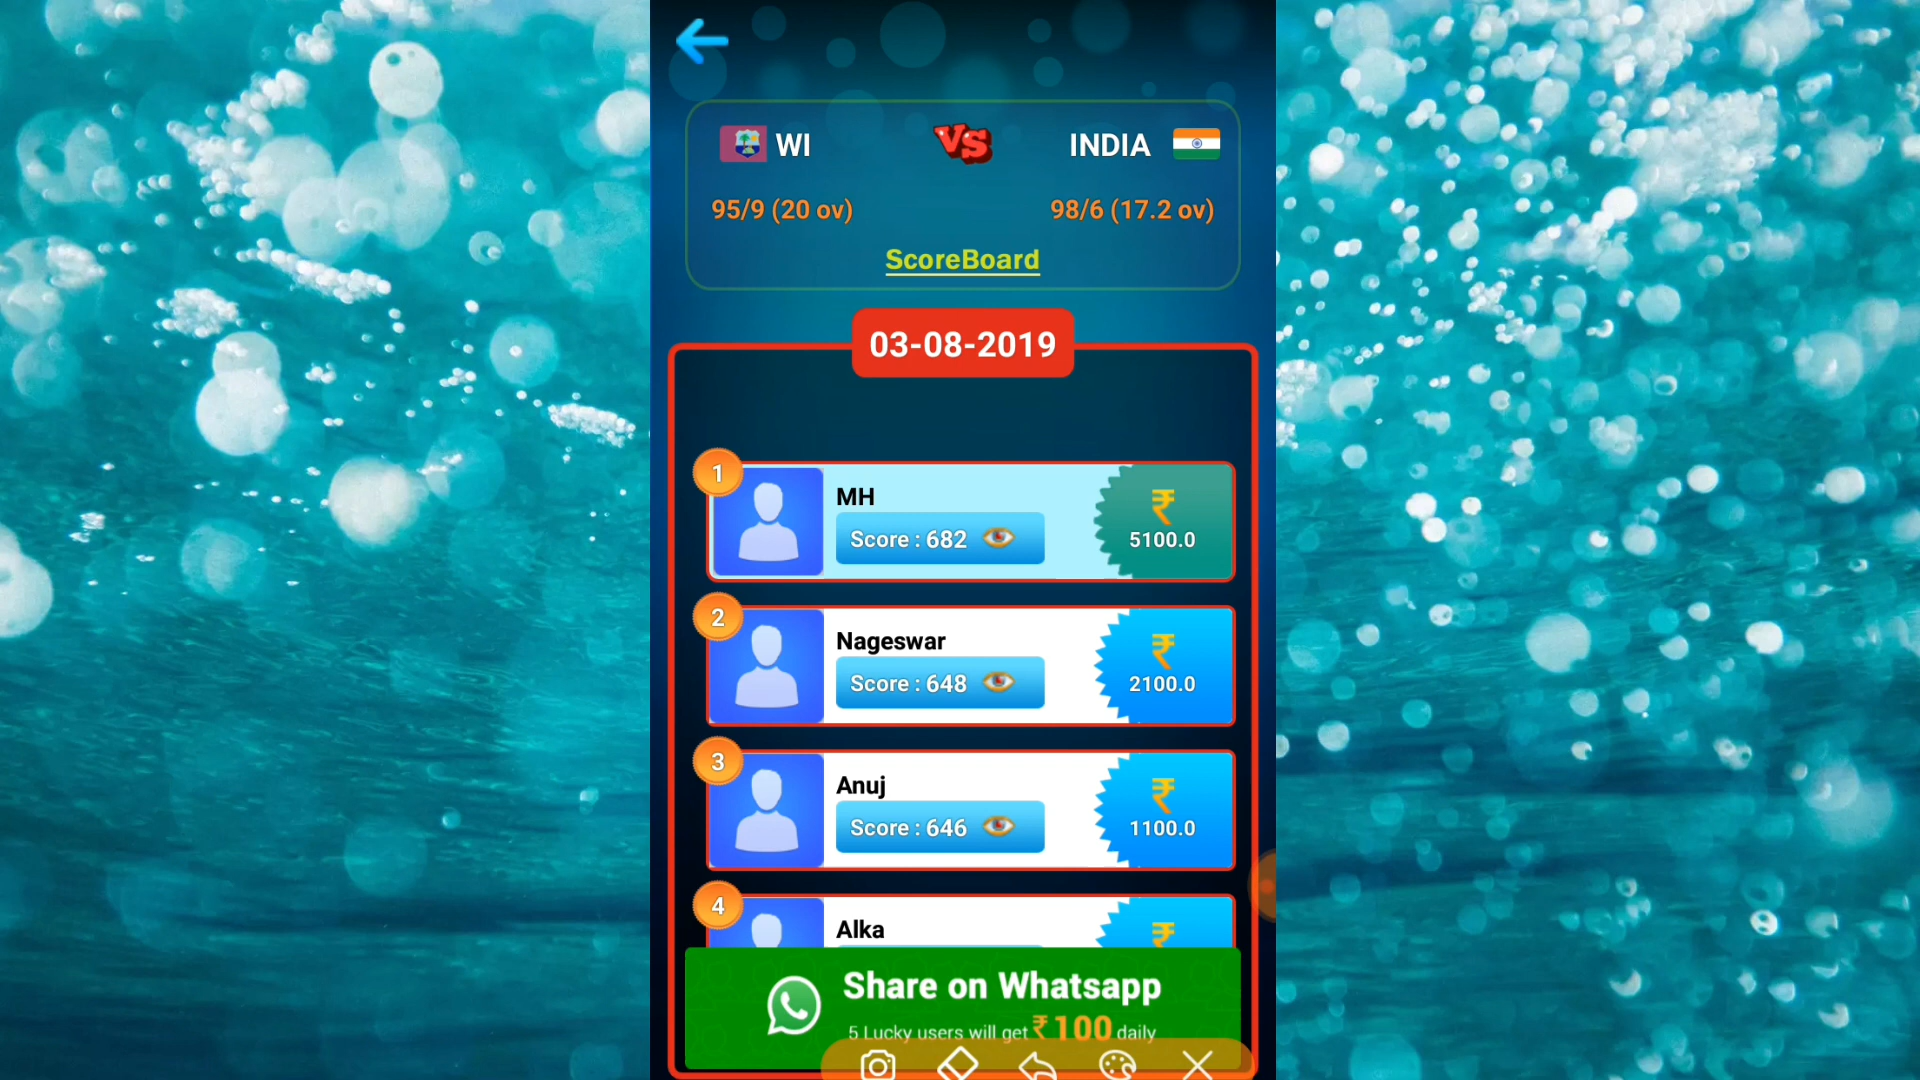 WI VS INDIA
95/9 (20 ov) 98/6 (17.2 ov)
ScoreBoard
03-08-2019
1
MH
Score : 682
₹
5100.0
2
Nageswar
Score : 648
₹
2100.0
3
Anuj
Score : 646
₹
1100.0
4
Alka
₹
Share on Whatsapp
5 Lucky users will get ₹100 daily